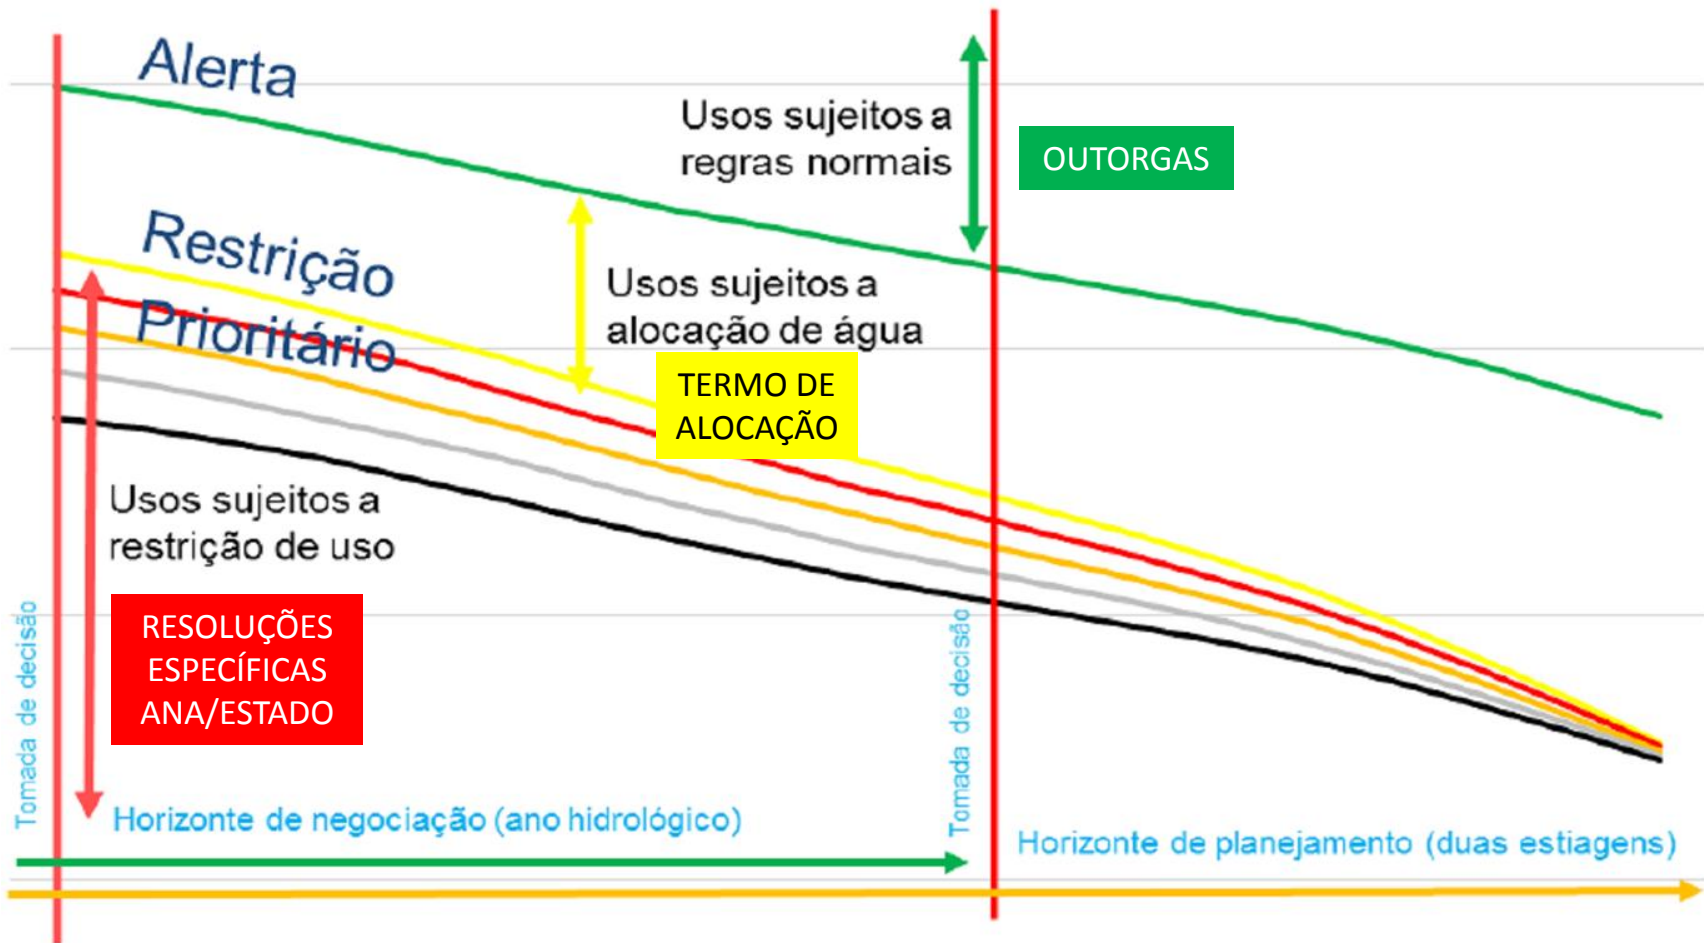 Alerta
Usos sujeitos a
regras normais
OUTORGAS
Restrição
Prioritário
Usos sujeitos a
alocação de água
TERMO DE
ALOCAÇÃO
Usos sujeitos a
restrição de uso
RESOLUÇÕES
ESPECÍFICAS
ANA/ESTADO
Tomada de decisão
Tomada de decisão
Horizonte de negociação (ano hidrológico)
Horizonte de planejamento (duas estiagens)